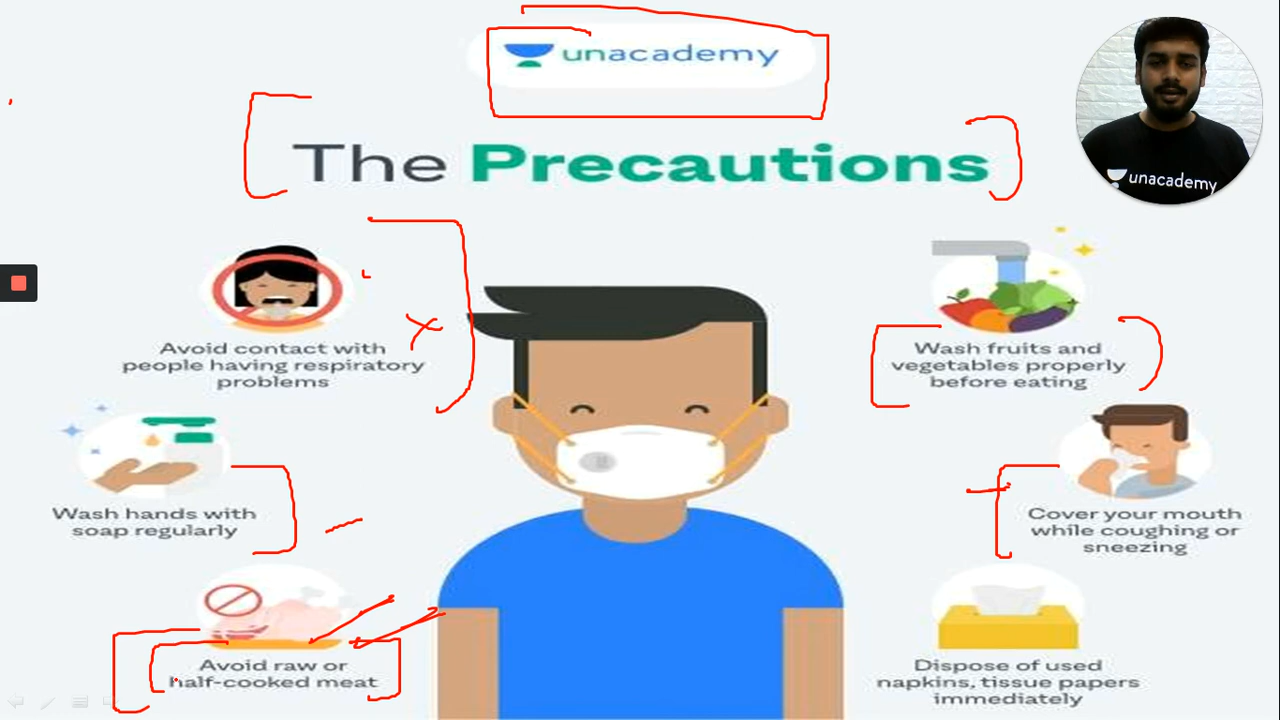 unacademy
The Precautions
unacademy
Avoid contact with
people having respiratory
problems
Wash fruits and
vegetables properly
before eating
Wash hands with
soap regularly
Cover your mouth
while coughing or
sneezing
Avoid raw or
half-cooked meat
Dispose of used
napkins, tissue papers
immediately